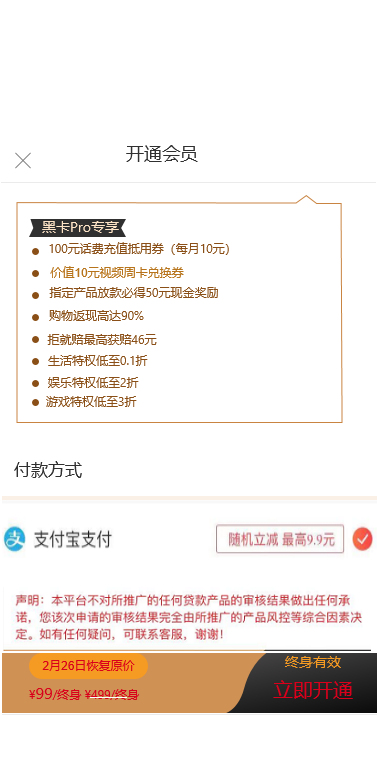 开通会员
黑卡Pro专享
100元话费充值抵用券（每月10元）
价值10元视频周卡兑换券
指定产品放款必得50元现金奖励
购物返现高达90%
拒就赔最高获赔46元
生活特权低至0.1折
娱乐特权低至2折
游戏特权低至3折
付款方式
支付宝支付
随机立减 最高9.9元
声明：本平台不对所推广的任何贷款产品的审核结果做出任何承
诺，您该次申请的审核结果完全由所推广的产品风控等综合因素决
定。如有任何疑问，可联系客服，谢谢！
2月26日恢复原价
¥99/终身 ¥499/终身
终身有效
立即开通